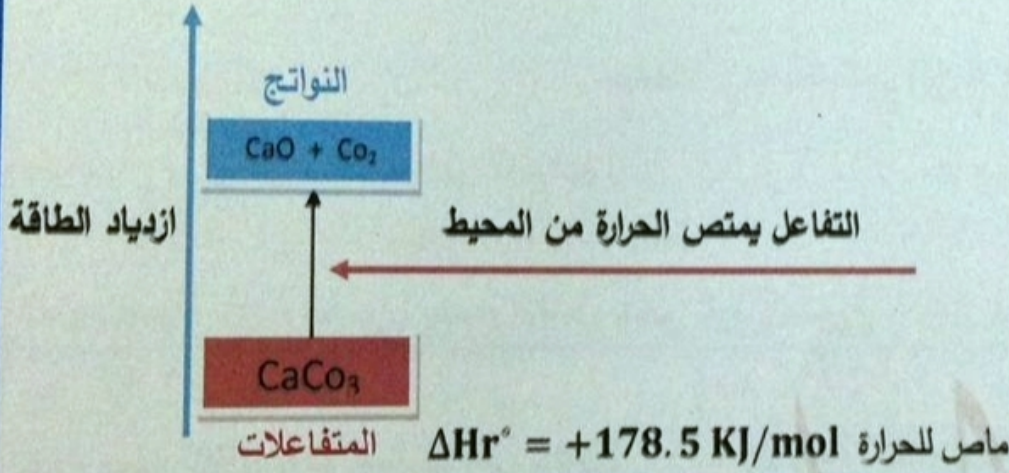 النواتج
CaO + Co₂
ازدياد الطاقة
التفاعل يمتص الحرارة من المحيط
CaCo₃
المتفاعلات
ماص للحرارة ΔHr° = +178.5 KJ/mol